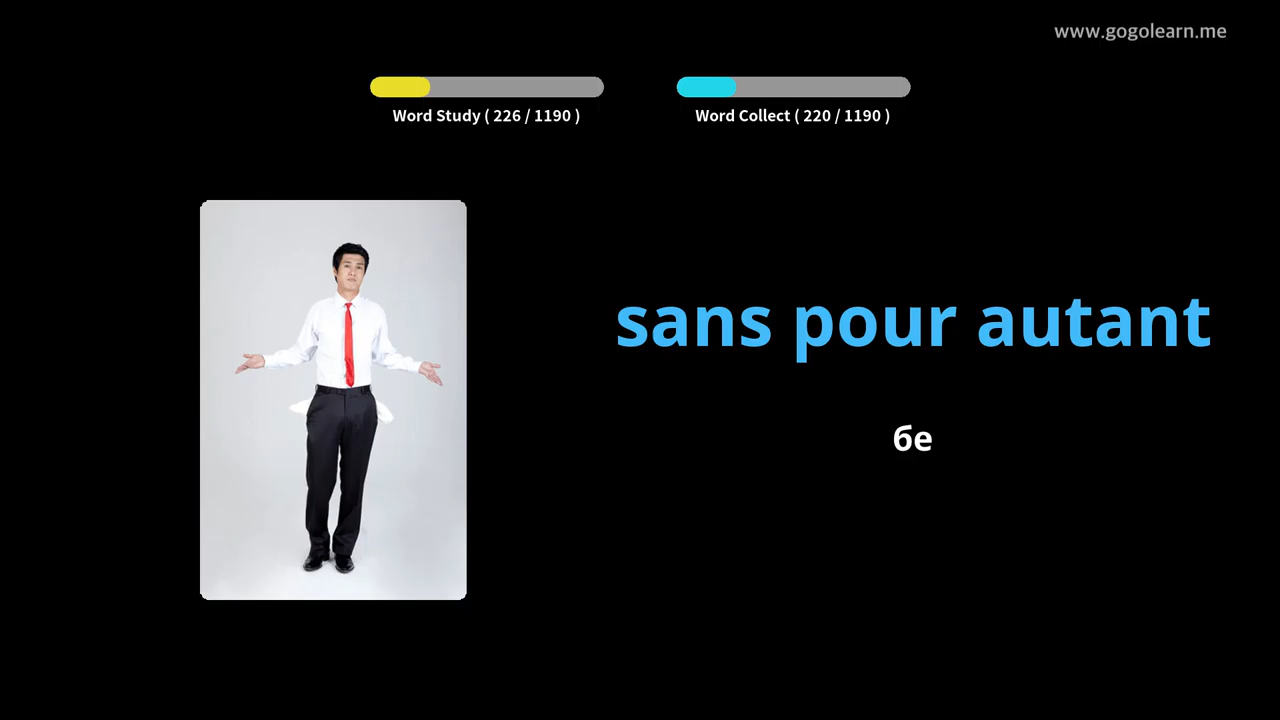 www.gogolearn.me
Word Study ( 226 / 1190 )
Word Collect ( 220 / 1190 )
sans pour autant
бе